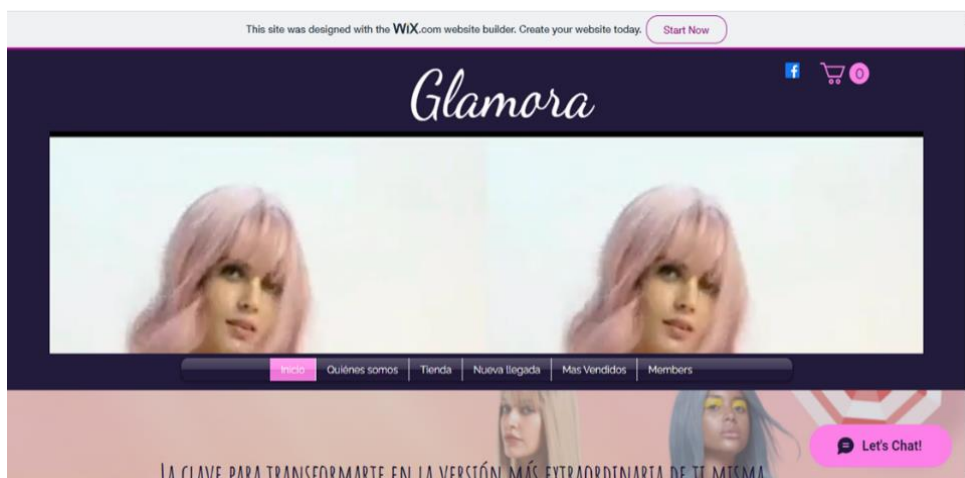 This site was designed with the WiX.com website builder. Create your website today. Start Now
Glamora
0
Inicio Quiénes somos Tienda Nueva llegada Mas Vendidos Members
La clave para transformarte en la versión más extraordinaria de ti misma
Let's Chat!